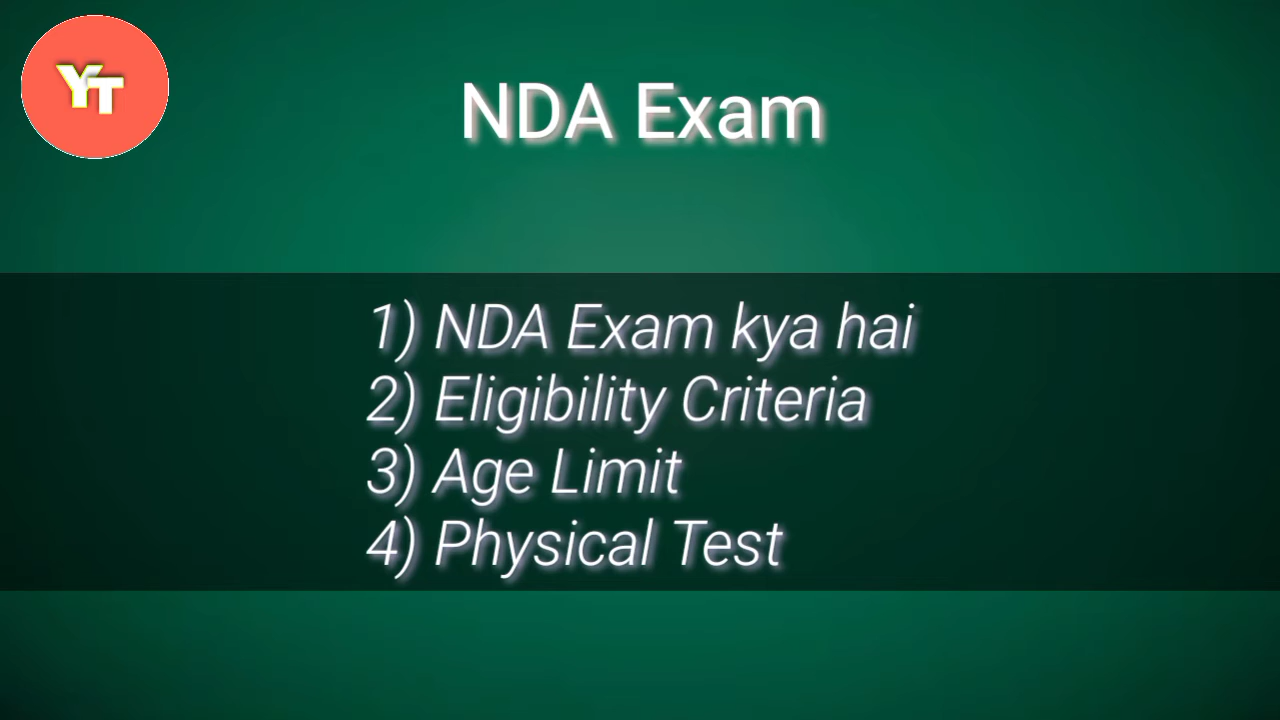 YT
NDA Exam
1) NDA Exam kya hai
2) Eligibility Criteria
3) Age Limit
4) Physical Test